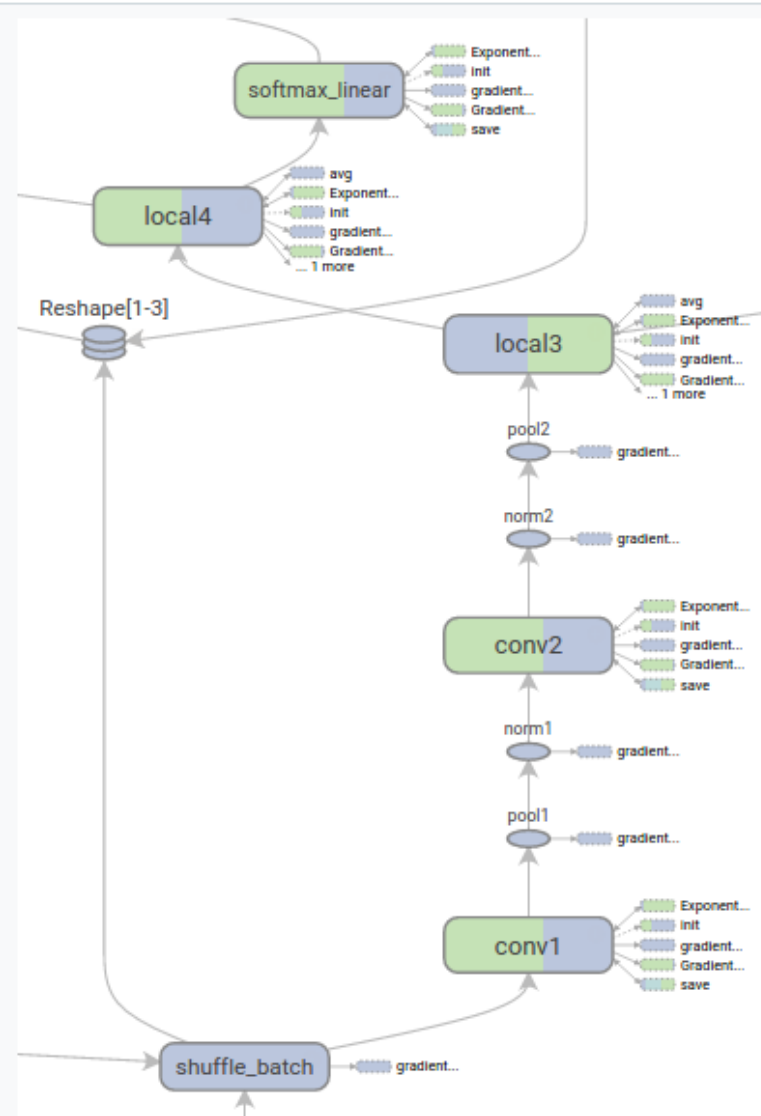 softmax_linear
Exponent...
init
gradient...
Gradient...
save
local4
avg
Exponent...
init
gradient...
Gradient...
... 1 more
Reshape[1-3]
local3
avg
Exponent...
init
gradient...
Gradient...
... 1 more
pool2
gradient...
norm2
gradient...
conv2
Exponent...
init
gradient...
Gradient...
save
norm1
gradient...
pool1
gradient...
conv1
Exponent...
init
gradient...
Gradient...
save
shuffle_batch
gradient...